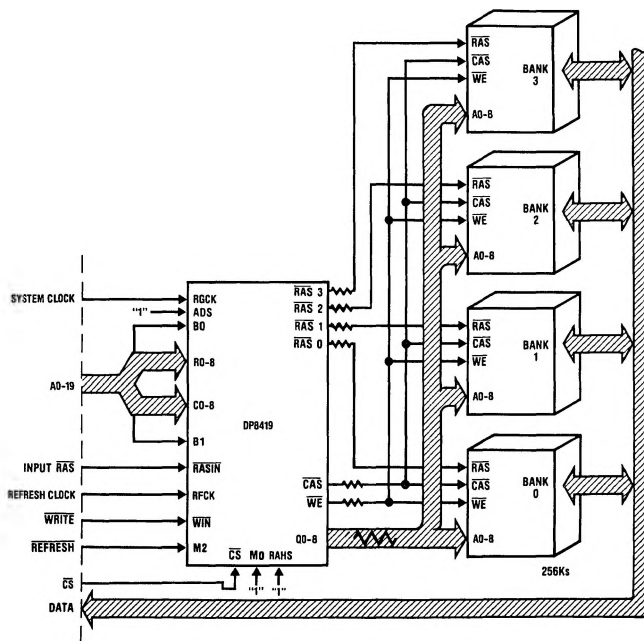 RAS
CAS
WE
A0-8
BANK
3
RAS
CAS
WE
A0-8
BANK
2
RAS
CAS
WE
A0-8
BANK
1
RAS
CAS
WE
A0-8
BANK
0
256Ks
SYSTEM CLOCK
"1"
A0-19
INPUT RAS
REFRESH CLOCK
WRITE
REFRESH
CS
DATA
RGCK
ADS
B0
R0-8
C0-8
B1
RASIN
RFCK
WIN
M2
DP8419
RAS 3
RAS 2
RAS 1
RAS 0
CAS
WE
Q0-8
CS M0 RAHS
"1" "1"